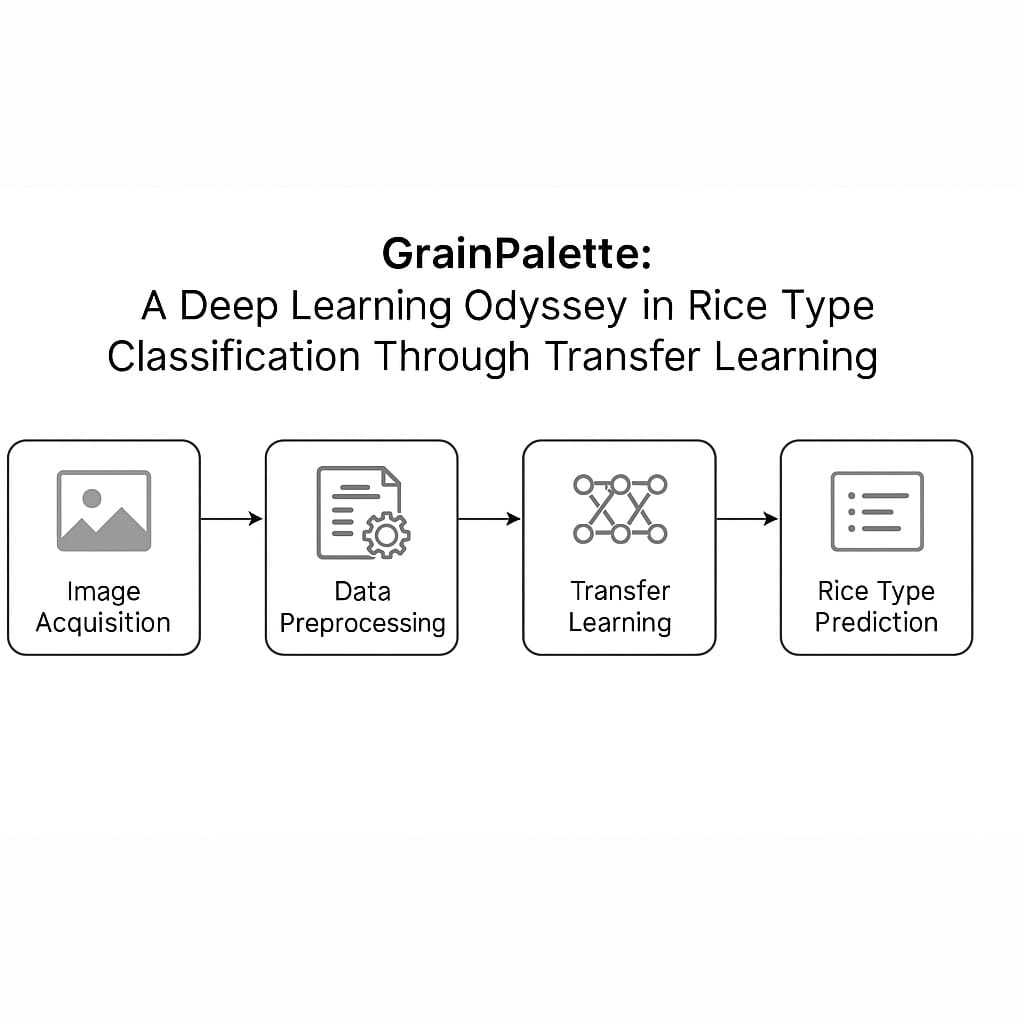 GrainPalette:
A Deep Learning Odyssey in Rice Type
Classification Through Transfer Learning
Image
Acquisition
Data
Preprocessing
Transfer
Learning
Rice Type
Prediction